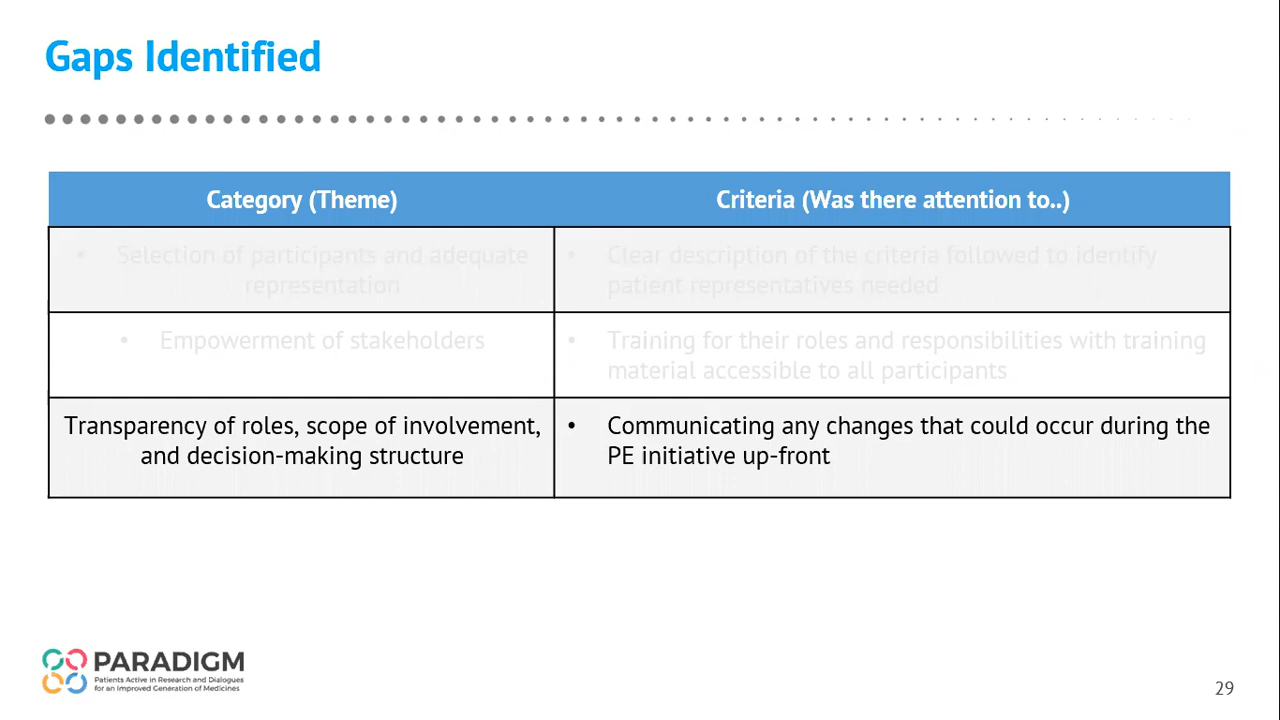 Gaps Identified
Category (Theme)
Criteria (Was there attention to..)
• Selection of participants and adequate
representation
• Clear description of the criteria followed to identify
patient representatives needed
• Empowerment of stakeholders
• Training for their roles and responsibilities with training
material accessible to all participants
Transparency of roles, scope of involvement,
and decision-making structure
• Communicating any changes that could occur during the
PE initiative up-front
PARADIGM
Patients Active in Research and Dialogues
for an Improved Generation of Medicines
29